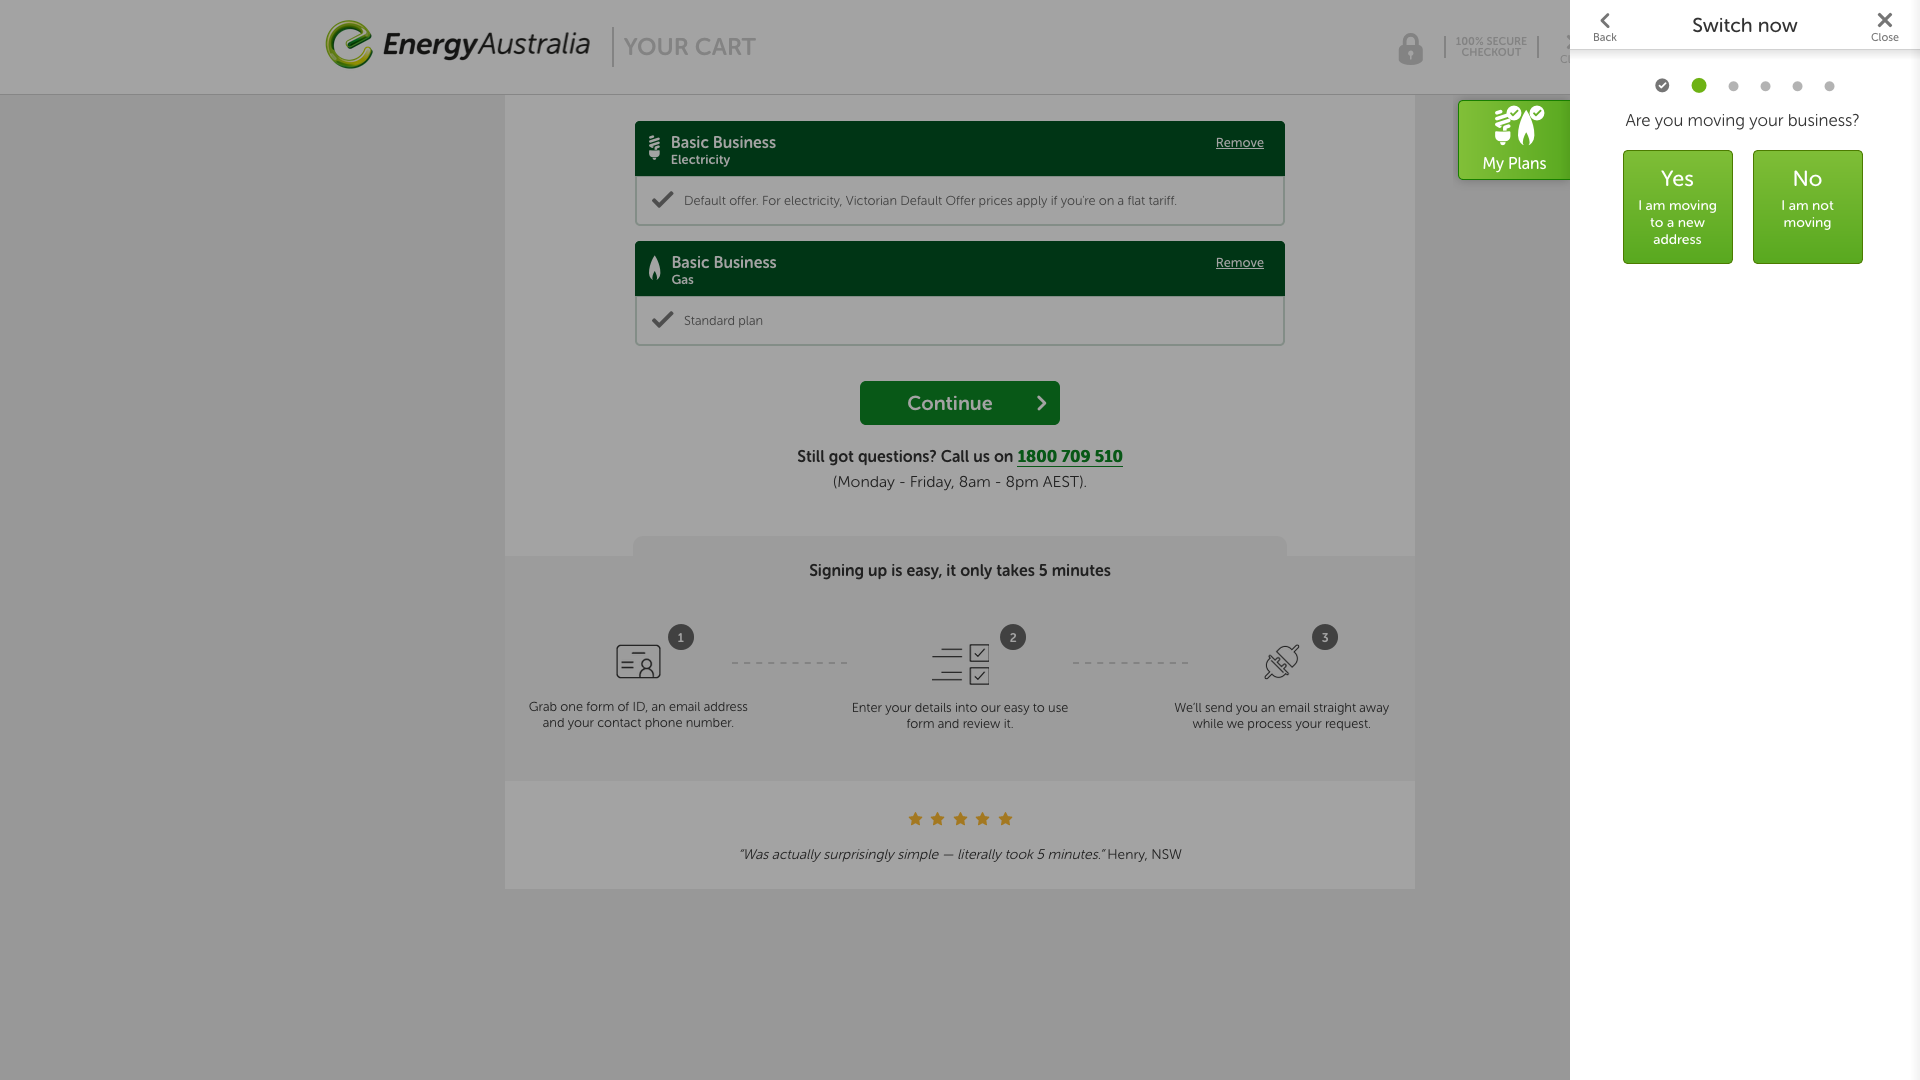 EnergyAustralia
YOUR CART
100% SECURE
CHECKOUT
Back
Switch now
Close
Are you moving your business?
Yes
I am moving
to a new
address
No
I am not
moving
My Plans
Basic Business
Electricity
Remove
Default offer. For electricity, Victorian Default Offer prices apply if you're on a flat tariff.
Basic Business
Gas
Remove
Standard plan
Continue
Still got questions? Call us on 1800 709 510
(Monday - Friday, 8am - 8pm AEST).
Signing up is easy, it only takes 5 minutes
1
2
3
Grab one form of ID, an email address
and your contact phone number.
Enter your details into our easy to use
form and review it.
We'll send you an email straight away
while we process your request.
"Was actually surprisingly simple — literally took 5 minutes." Henry, NSW